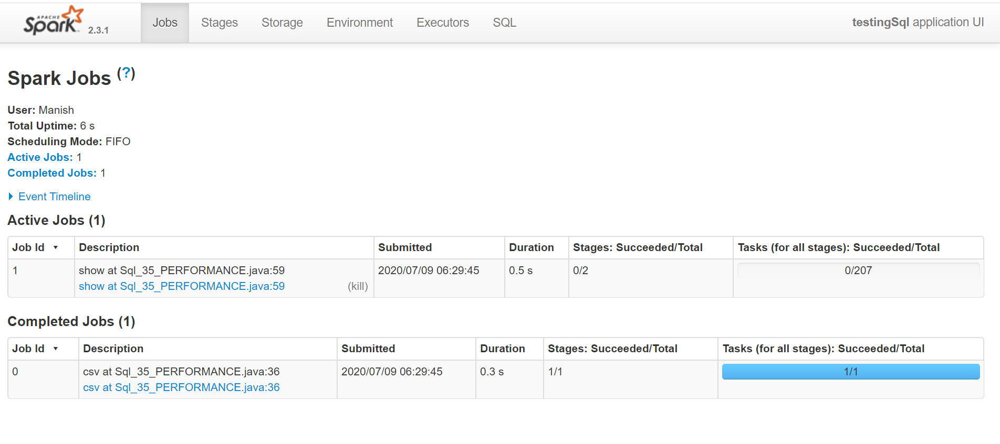 APACHE
Spark 2.3.1 Jobs Stages Storage Environment Executors SQL testingSql application UI
Spark Jobs (?)
User: Manish
Total Uptime: 6 s
Scheduling Mode: FIFO
Active Jobs: 1
Completed Jobs: 1
Event Timeline
Active Jobs (1)
Job Id ▾ Description Submitted Duration Stages: Succeeded/Total Tasks (for all stages): Succeeded/Total
1 show at Sql_35_PERFORMANCE.java:59 2020/07/09 06:29:45 0.5 s 0/2 0/207
show at Sql_35_PERFORMANCE.java:59 (kill)
Completed Jobs (1)
Job Id ▾ Description Submitted Duration Stages: Succeeded/Total Tasks (for all stages): Succeeded/Total
0 csv at Sql_35_PERFORMANCE.java:36 2020/07/09 06:29:45 0.3 s 1/1 1/1
csv at Sql_35_PERFORMANCE.java:36